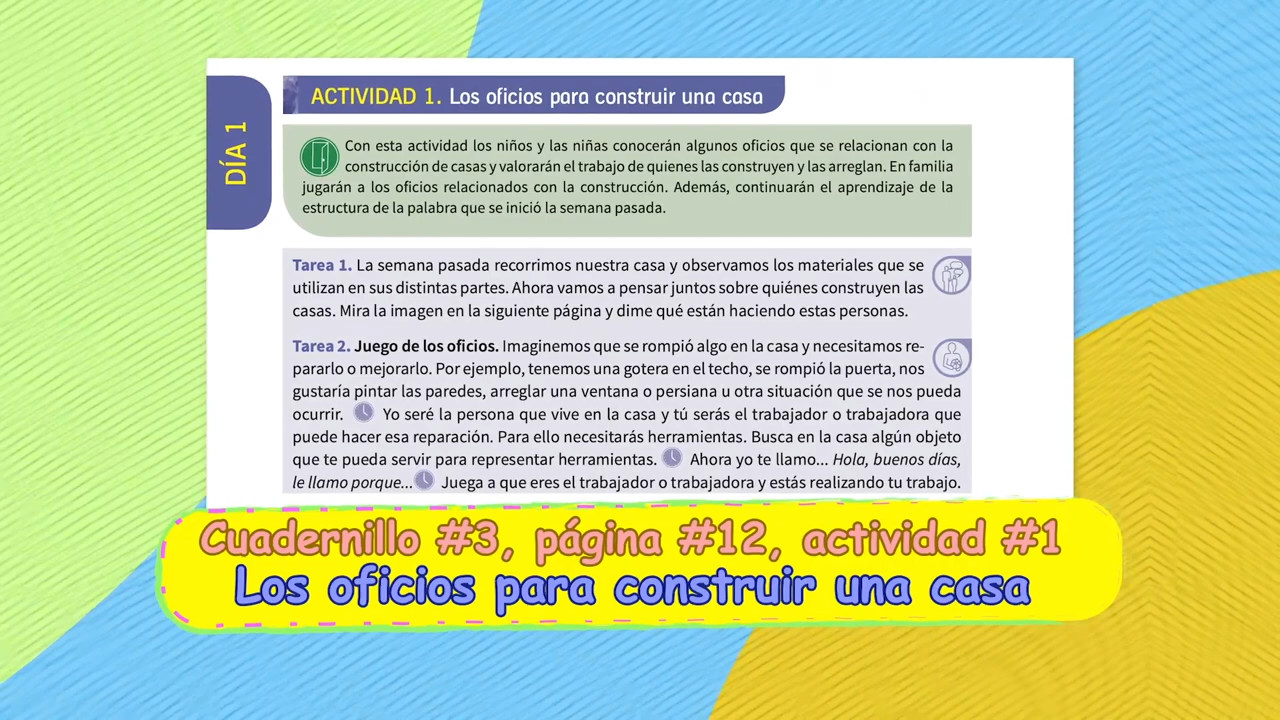 DÍA 1
ACTIVIDAD 1. Los oficios para construir una casa
Con esta actividad los niños y las niñas conocerán algunos oficios que se relacionan con la
construcción de casas y valorarán el trabajo de quienes las construyen y las arreglan. En familia
jugarán a los oficios relacionados con la construcción. Además, continuarán el aprendizaje de la
estructura de la palabra que se inició la semana pasada.
Tarea 1. La semana pasada recorrimos nuestra casa y observamos los materiales que se
utilizan en sus distintas partes. Ahora vamos a pensar juntos sobre quiénes construyen las
casas. Mira la imagen en la siguiente página y dime qué están haciendo estas personas.
Tarea 2. Juego de los oficios. Imaginemos que se rompió algo en la casa y necesitamos re-
pararlo o mejorarlo. Por ejemplo, tenemos una gotera en el techo, se rompió la puerta, nos
gustaría pintar las paredes, arreglar una ventana o persiana u otra situación que se nos pueda
ocurrir. Yo seré la persona que vive en la casa y tú serás el trabajador o trabajadora que
puede hacer esa reparación. Para ello necesitarás herramientas. Busca en la casa algún objeto
que te pueda servir para representar herramientas. Ahora yo te llamo... Hola, buenos días,
le llamo porque... Juega a que eres el trabajador o trabajadora y estás realizando tu trabajo.
Cuadernillo #3, página #12, actividad #1
Los oficios para construir una casa